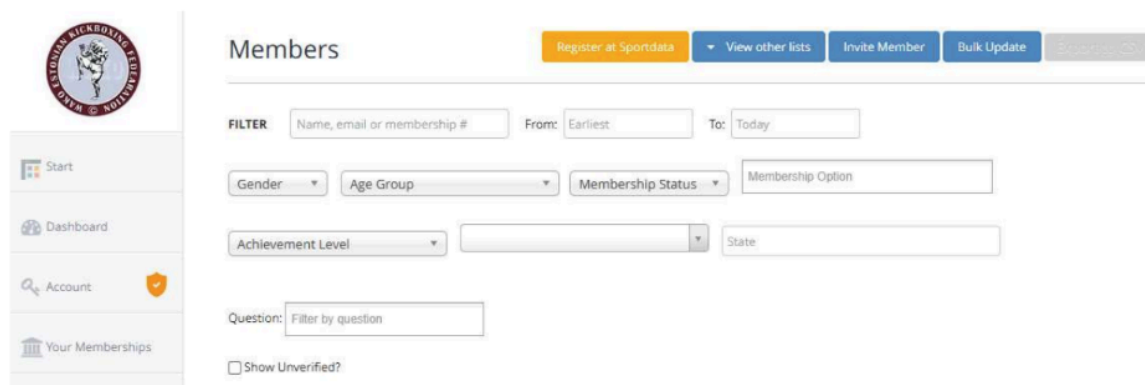 WAKO ESTONIAN KICKBOXING FEDEARATION ©
Members
Register at Sportdata
View other lists
Invite Member
Bulk Update
FILTER
Name, email or membership #
From:
Earliest
To:
Today
Start
Gender
Age Group
Membership Status
Membership Option
Dashboard
Achievement Level
State
Account
Question:
Filter by question
Your Memberships
Show Unverified?